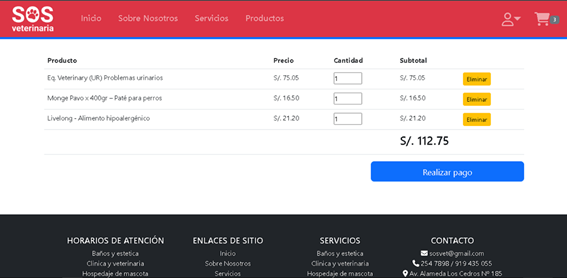 SOS
veterinaria
Inicio Sobre Nosotros Servicios Productos
3
Producto Precio Cantidad Subtotal
Eq. Veterinary (UR) Problemas urinarios S/. 75.05 1 S/. 75.05 Eliminar
Monge Pavo x 400gr – Paté para perros S/. 16.50 1 S/. 16.50 Eliminar
Livelong - Alimento hipoalergénico S/. 21.20 1 S/. 21.20 Eliminar
S/. 112.75
Realizar pago
HORARIOS DE ATENCIÓN ENLACES DE SITIO SERVICIOS CONTACTO
Baños y estetica Inicio Baños y estetica sosvet@gmail.com
Clinica y veterinaria Sobre Nosotros Clinica y veterinaria 254 7898 / 919 435 055
Hospedaje de mascota Servicios Hospedaje de mascota Av. Alameda Los Cedros Nº 185